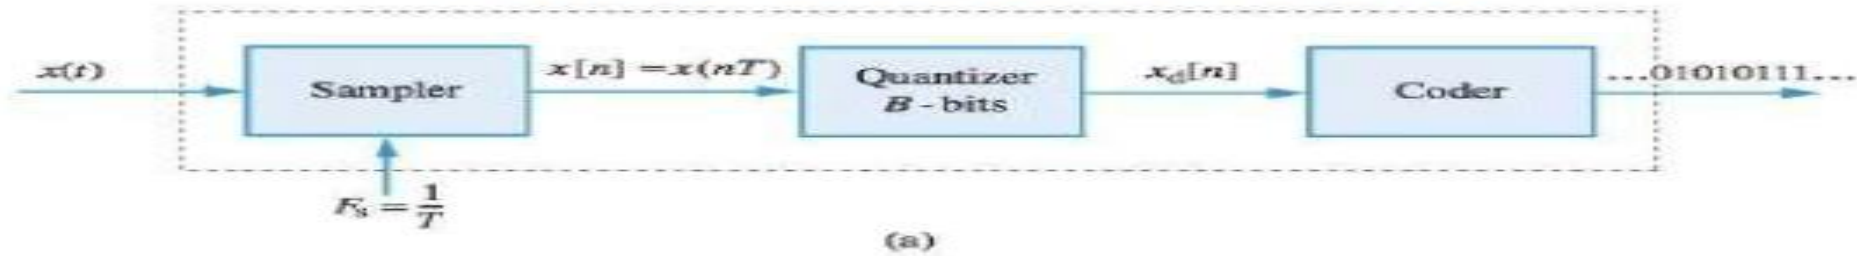 x(t)
Sampler
x[n] = x(nT)
Quantizer
B - bits
x_d[n]
Coder
...01010111...
F_s = 1/T
(a)